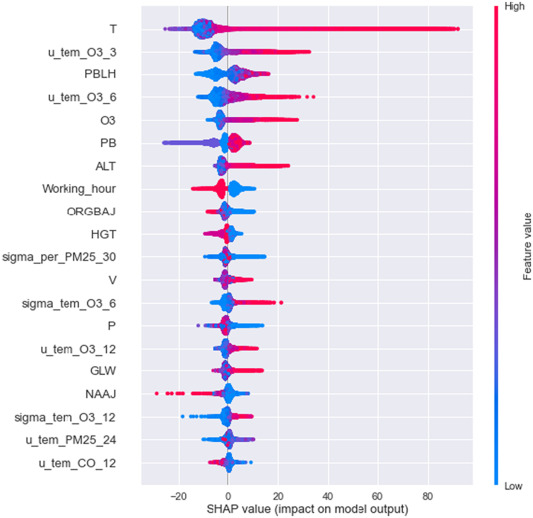 High
T
u_tem_O3_3
PBLH
u_tem_O3_6
O3
PB
ALT
Working_hour
ORGBAJ
HGT
sigma_per_PM25_30
V
sigma_tem_O3_6
P
u_tem_O3_12
GLW
NAAJ
sigma_tem_O3_12
u_tem_PM25_24
u_tem_CO_12
Feature value
Low
−20 0 20 40 60 80
SHAP value (impact on model output)